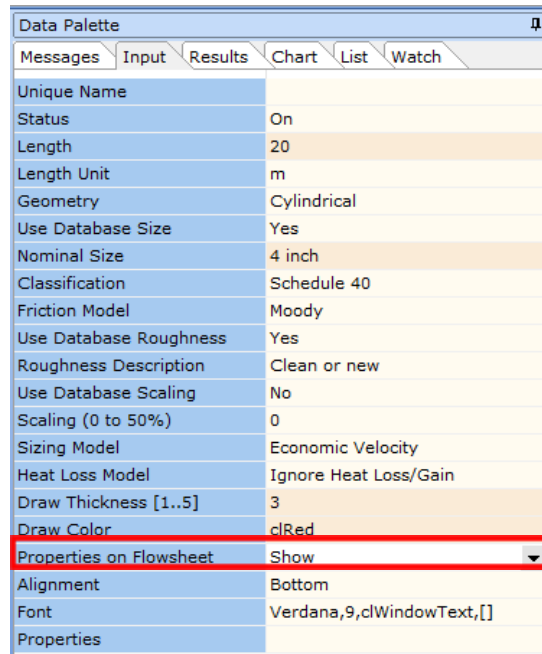 Data Palette
Messages Input Results Chart List Watch
Unique Name
Status On
Length 20
Length Unit m
Geometry Cylindrical
Use Database Size Yes
Nominal Size 4 inch
Classification Schedule 40
Friction Model Moody
Use Database Roughness Yes
Roughness Description Clean or new
Use Database Scaling No
Scaling (0 to 50%) 0
Sizing Model Economic Velocity
Heat Loss Model Ignore Heat Loss/Gain
Draw Thickness [1..5] 3
Draw Color clRed
Properties on Flowsheet Show
Alignment Bottom
Font Verdana,9,clWindowText,[]
Properties